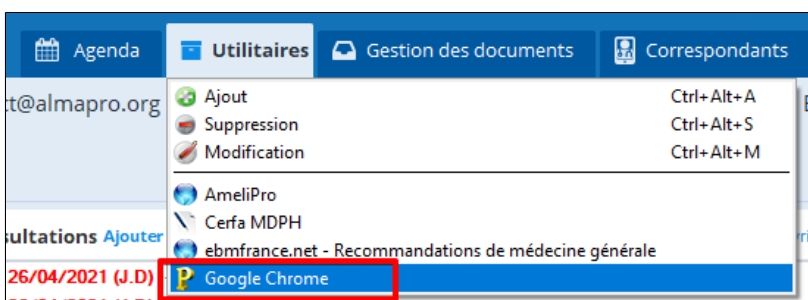 Agenda Utilitaires Gestion des documents Correspondants
t@almapro.org
Ajout Ctrl+Alt+A
Suppression Ctrl+Alt+S
Modification Ctrl+Alt+M
AmeliPro
Cerfa MDPH
sultations Ajouter
ebmfrance.net - Recommandations de médecine générale
26/04/2021 (J.D)
Google Chrome